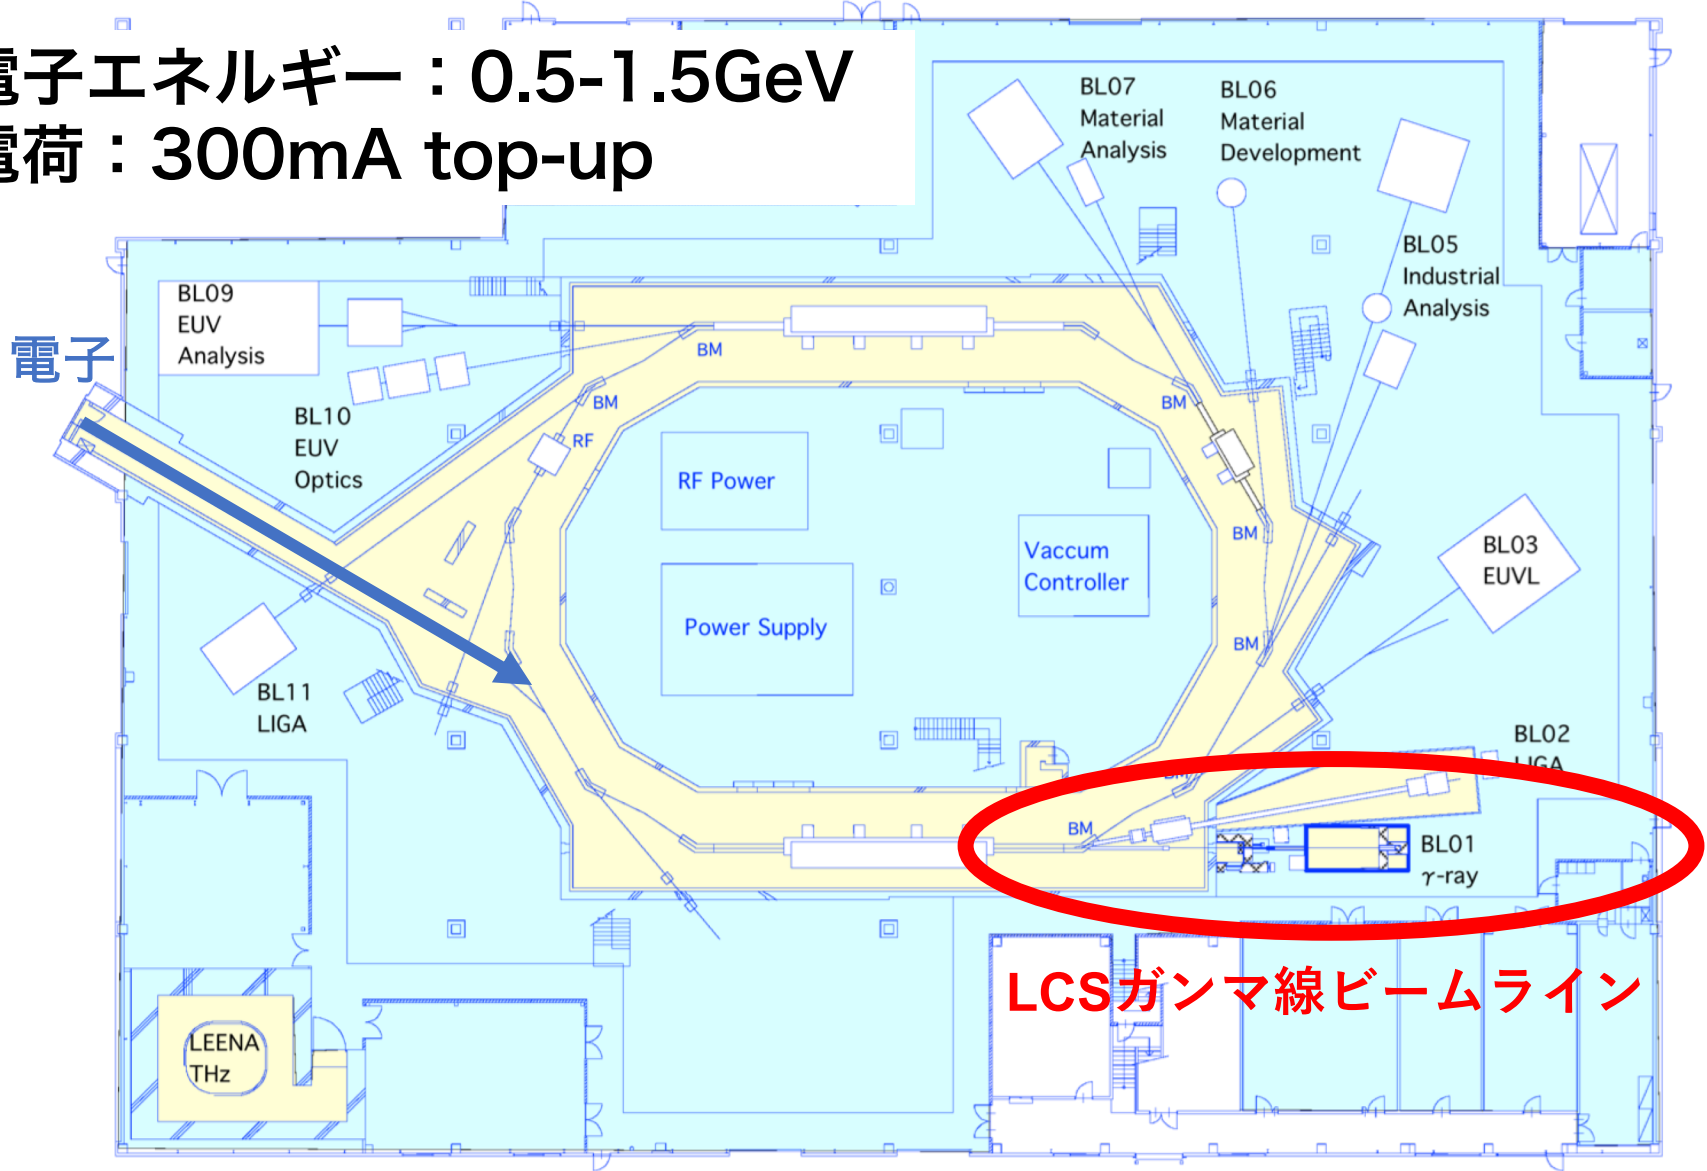 電子エネルギー：0.5-1.5GeV
電荷：300mA top-up
BL07
Material
Analysis
BL06
Material
Development
BL05
Industrial
Analysis
BL09
EUV
Analysis
電子
BL10
EUV
Optics
BM
BM
RF
BM
BM
BM
BM
BM
RF Power
Vaccum
Controller
Power Supply
BL03
EUVL
BL11
LIGA
BL02
LIGA
BL01
γ-ray
LCSガンマ線ビームライン
LEENA
THz